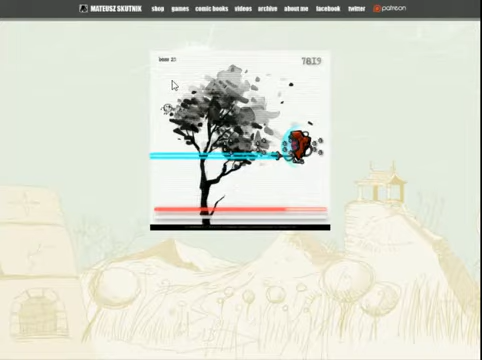 MATEUSZ SKUTNIK shop games comic books videos archive about me facebook twitter patreon
7819